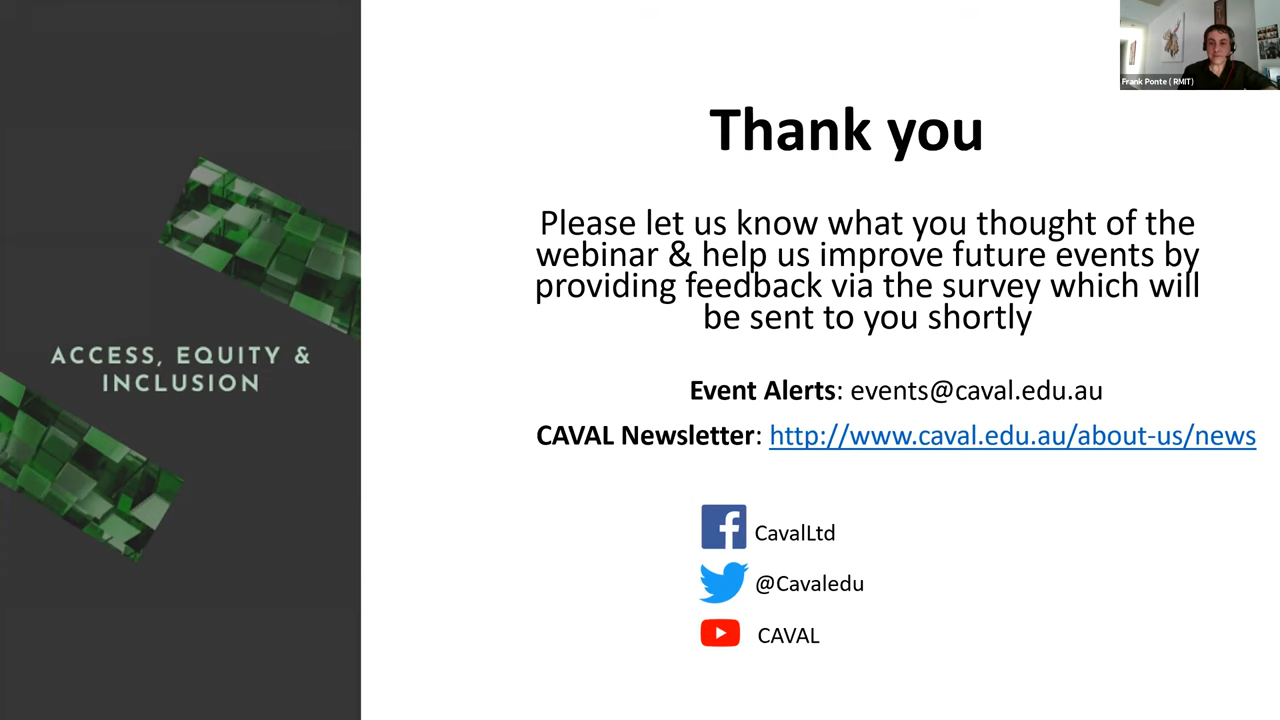 Frank Ponte ( RMIT)
Thank you
Please let us know what you thought of the
webinar & help us improve future events by
providing feedback via the survey which will
be sent to you shortly
ACCESS, EQUITY &
INCLUSION
Event Alerts: events@caval.edu.au
CAVAL Newsletter: http://www.caval.edu.au/about-us/news
CavalLtd
@Cavaledu
CAVAL